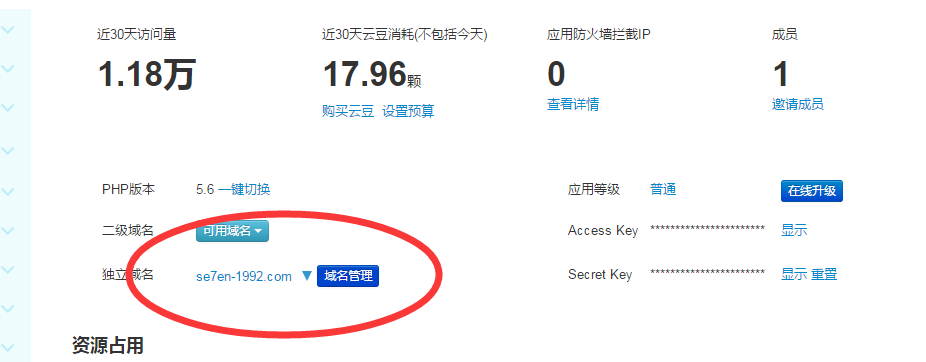 近30天访问量 近30天云豆消耗(不包括今天) 应用防火墙拦截IP 成员
1.18万 17.96颗 0 1
购买云豆 设置预算 查看详情 邀请成员
PHP版本 5.6 一键切换 应用等级 普通 在线升级
二级域名 可用域名 Access Key *********************** 显示
独立域名 se7en-1992.com 域名管理 Secret Key *********************** 显示 重置
资源占用